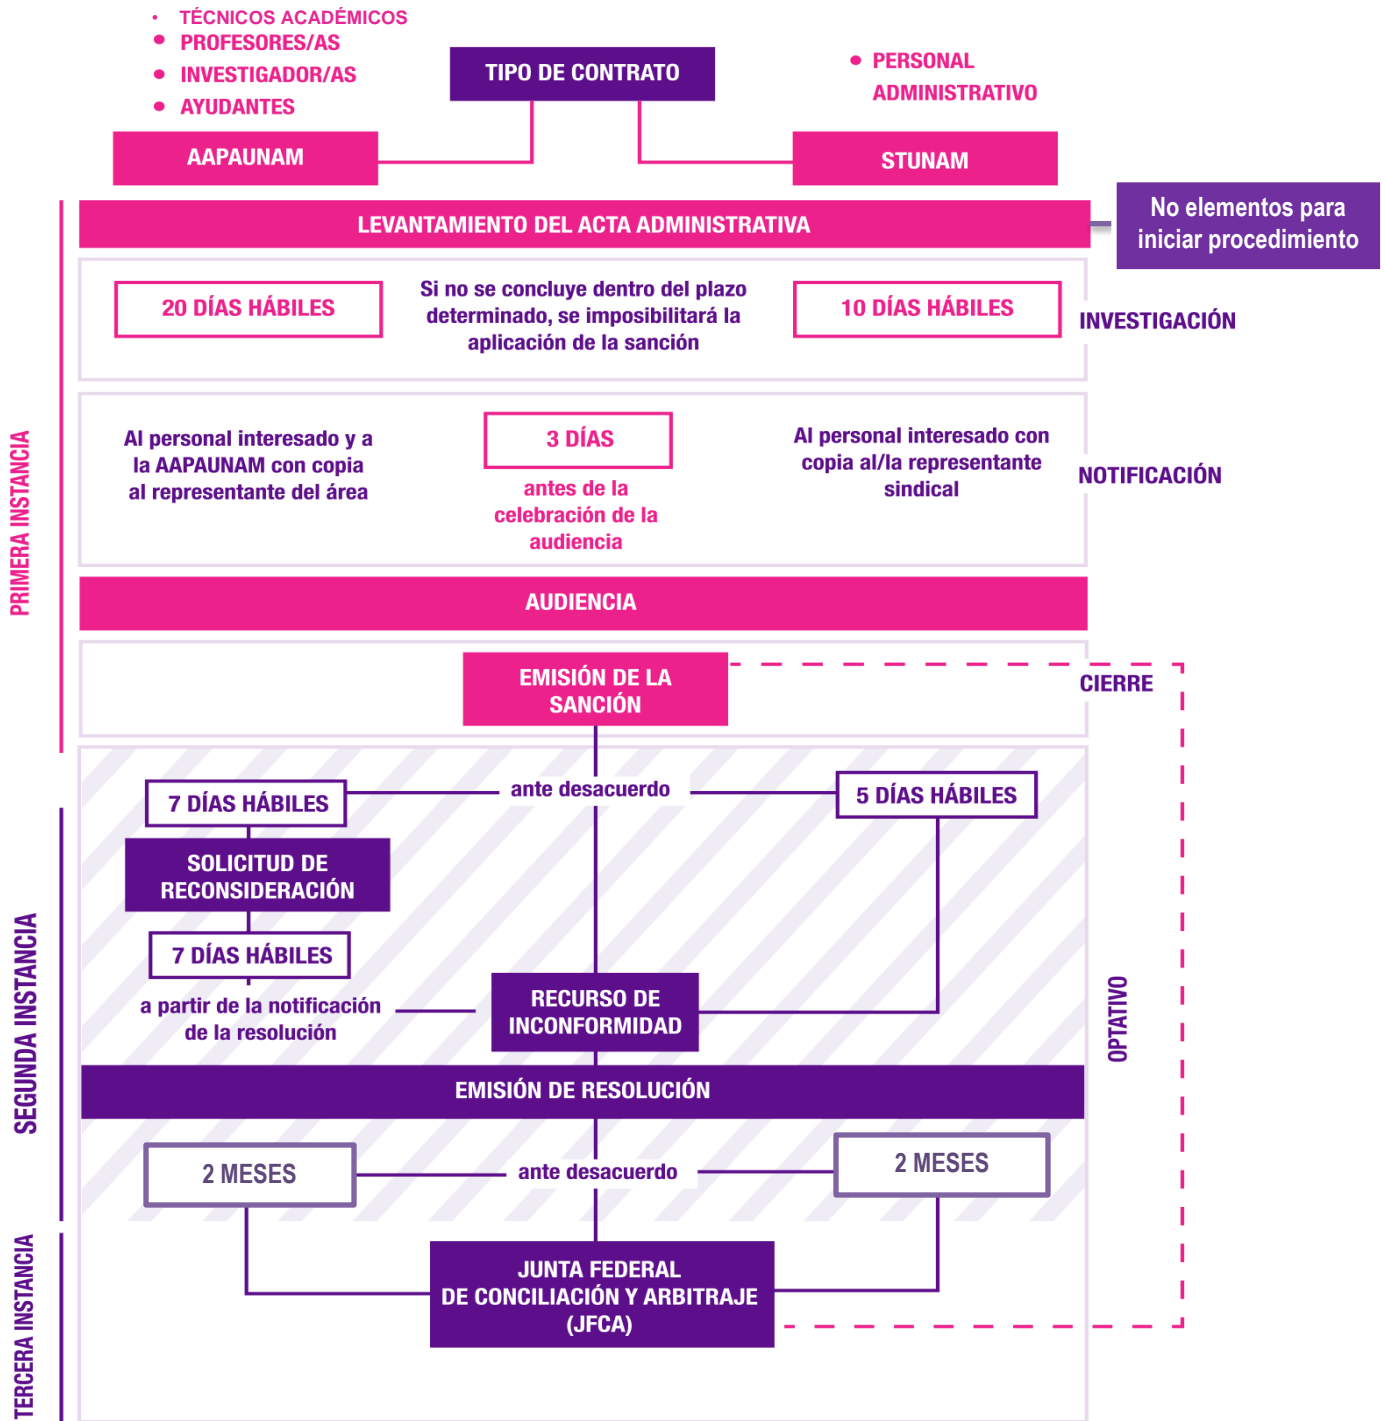 • TÉCNICOS ACADÉMICOS
• PROFESORES/AS
• INVESTIGADOR/AS
• AYUDANTES
TIPO DE CONTRATO
• PERSONAL
ADMINISTRATIVO
AAPAUNAM
STUNAM
LEVANTAMIENTO DEL ACTA ADMINISTRATIVA
No elementos para
iniciar procedimiento
PRIMERA INSTANCIA
20 DÍAS HÁBILES
Si no se concluye dentro del plazo
determinado, se imposibilitará la
aplicación de la sanción
10 DÍAS HÁBILES
INVESTIGACIÓN
Al personal interesado y a
la AAPAUNAM con copia
al representante del área
3 DÍAS
antes de la
celebración de la
audiencia
Al personal interesado con
copia al/la representante
sindical
NOTIFICACIÓN
AUDIENCIA
EMISIÓN DE LA
SANCIÓN
CIERRE
SEGUNDA INSTANCIA
7 DÍAS HÁBILES
ante desacuerdo
5 DÍAS HÁBILES
SOLICITUD DE
RECONSIDERACIÓN
7 DÍAS HÁBILES
a partir de la notificación
de la resolución
RECURSO DE
INCONFORMIDAD
OPTATIVO
EMISIÓN DE RESOLUCIÓN
2 MESES
ante desacuerdo
2 MESES
TERCERA INSTANCIA
JUNTA FEDERAL
DE CONCILIACIÓN Y ARBITRAJE
(JFCA)